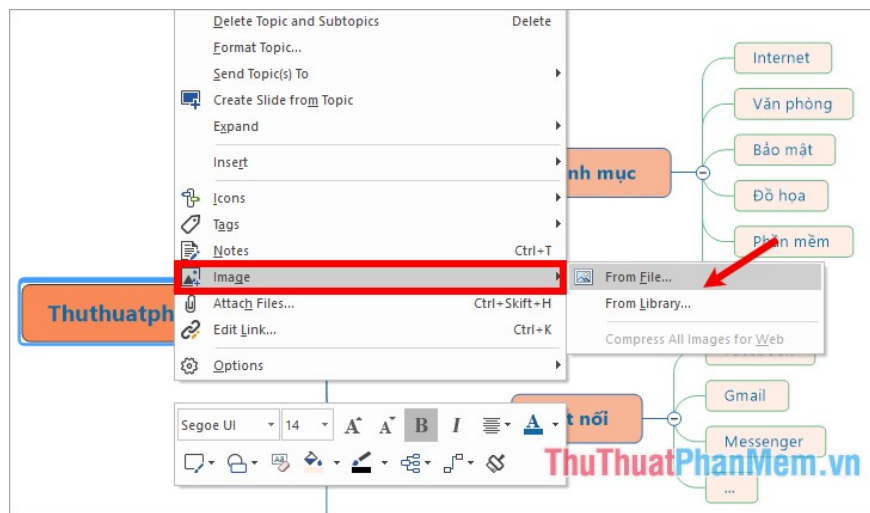 Delete Topic and Subtopics Delete
Format Topic...
Send Topic(s) To
Create Slide from Topic
Expand
Insert
Icons
Tags
Notes Ctrl+T
Image
Attach Files... Ctrl+Skift+H
Edit Link... Ctrl+K
Options
From File...
From Library...
Compress All Images for Web
Thuthuatph
nh mục
Internet
Văn phòng
Bảo mật
Đồ họa
Phần mềm
t nối
Gmail
Messenger
...
Segoe UI 14 A A B I A
AB
ThuThuatPhanMem.vn